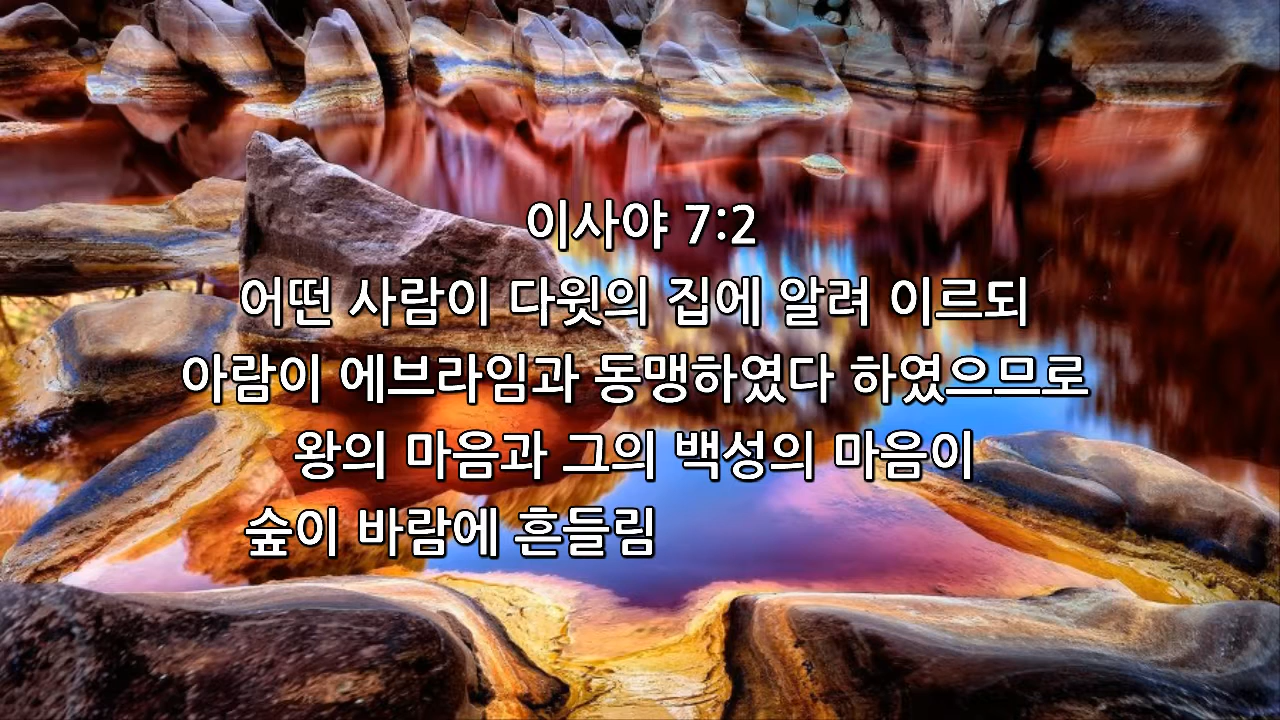 이사야 7:2
어떤 사람이 다윗의 집에 알려 이르되
아람이 에브라임과 동맹하였다 하였으므로
왕의 마음과 그의 백성의 마음이
숲이 바람에 흔들림